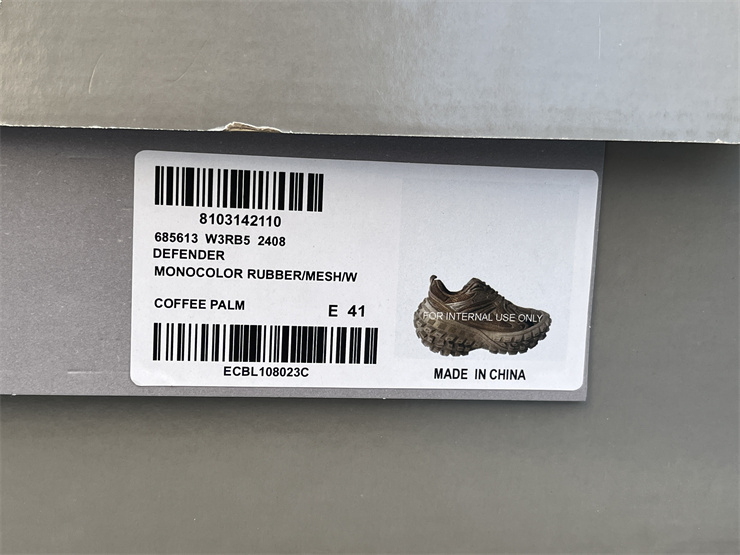 8103142110
685613 W3RB5 2408
DEFENDER
MONOCOLOR RUBBER/MESH/W
COFFEE PALM
E 41
ECBL108023C
FOR INTERNAL USE ONLY
MADE IN CHINA